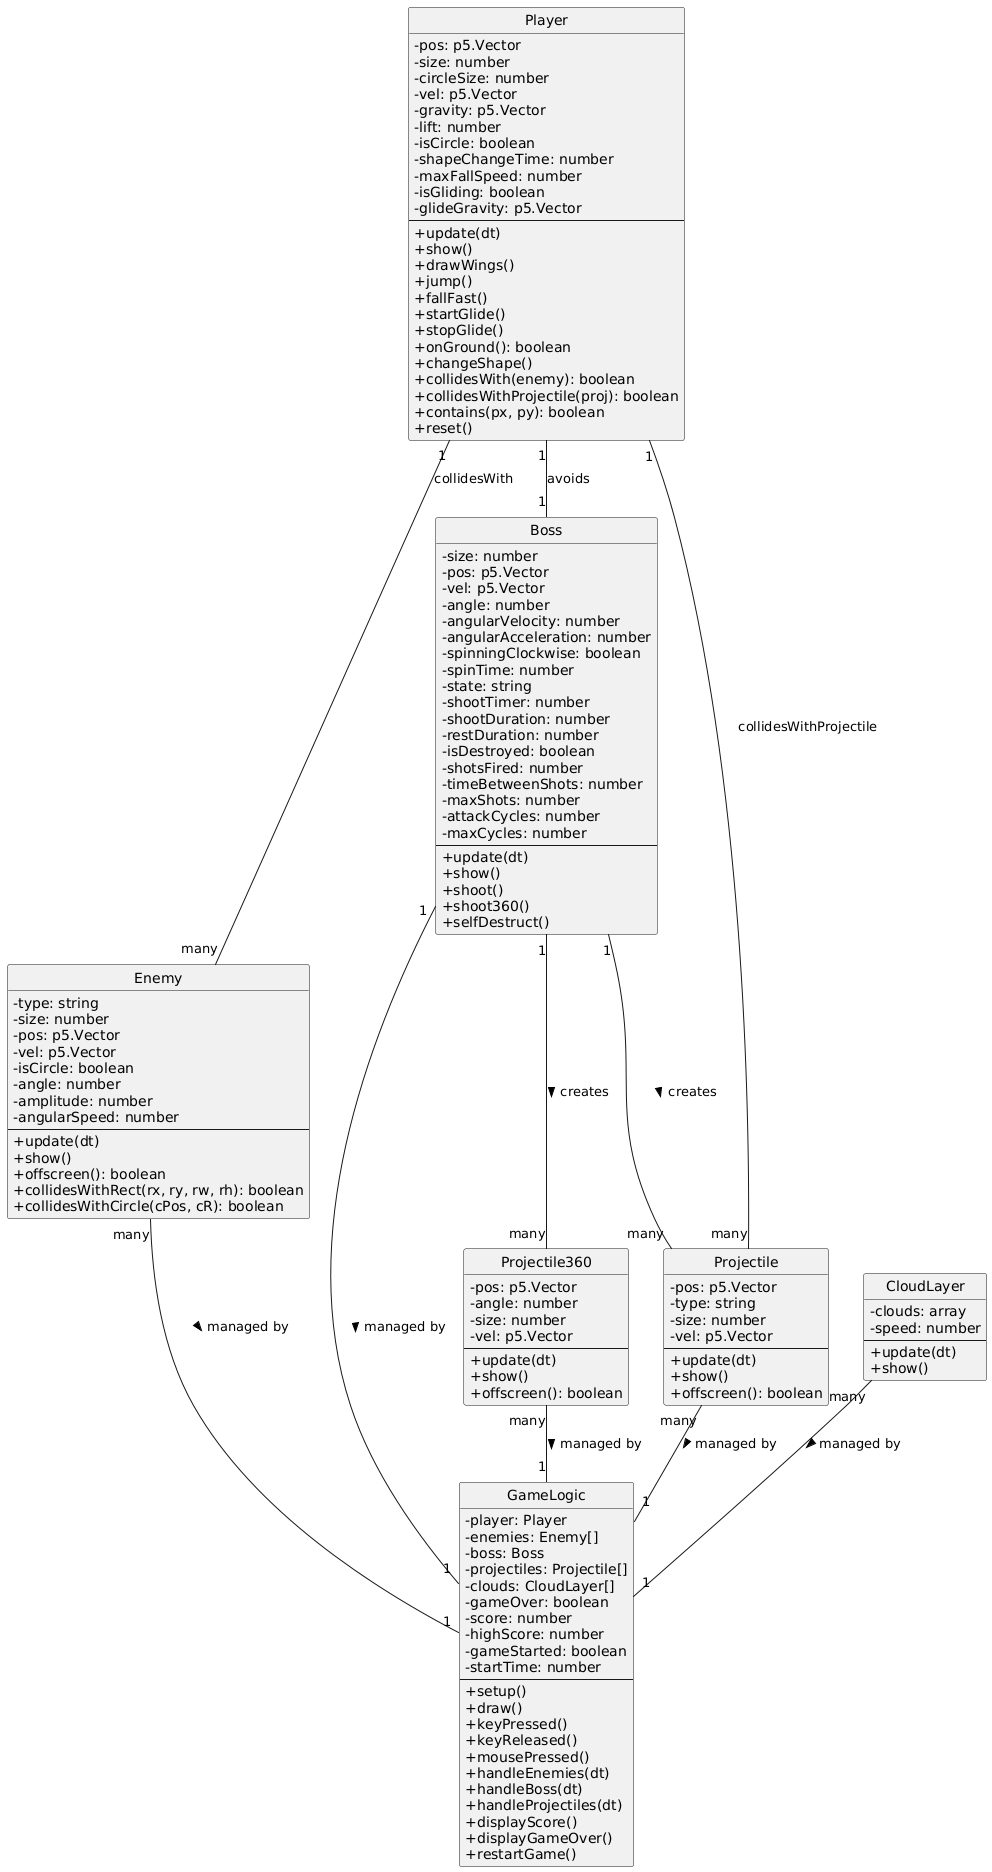 Player
-pos: p5.Vector
-size: number
-circleSize: number
-vel: p5.Vector
-gravity: p5.Vector
-lift: number
-isCircle: boolean
-shapeChangeTime: number
-maxFallSpeed: number
-isGliding: boolean
-glideGravity: p5.Vector
+update(dt)
+show()
+drawWings()
+jump()
+fallFast()
+startGlide()
+stopGlide()
+onGround(): boolean
+changeShape()
+collidesWith(enemy): boolean
+collidesWithProjectile(proj): boolean
+contains(px, py): boolean
+reset()
1 1 1
collidesWith avoids
1
Boss
-size: number
-pos: p5.Vector
-vel: p5.Vector
-angle: number
-angularVelocity: number
-angularAcceleration: number
-spinningClockwise: boolean
-spinTime: number
-state: string
-shootTimer: number
-shootDuration: number
-restDuration: number
-isDestroyed: boolean
-shotsFired: number
-timeBetweenShots: number
-maxShots: number
-attackCycles: number
-maxCycles: number
+update(dt)
+show()
+shoot()
+shoot360()
+selfDestruct()
collidesWithProjectile
1
many 1 1
Enemy
-type: string
-size: number
-pos: p5.Vector
-vel: p5.Vector
-isCircle: boolean
-angle: number
-amplitude: number
-angularSpeed: number
+update(dt)
+show()
+offscreen(): boolean
+collidesWithRect(rx, ry, rw, rh): boolean
+collidesWithCircle(cPos, cR): boolean
creates creates
many many many many
Projectile360
-pos: p5.Vector
-angle: number
-size: number
-vel: p5.Vector
+update(dt)
+show()
+offscreen(): boolean
Projectile
-pos: p5.Vector
-type: string
-size: number
-vel: p5.Vector
+update(dt)
+show()
+offscreen(): boolean
CloudLayer
-clouds: array
-speed: number
+update(dt)
+show()
managed by managed by
many many many
managed by managed by managed by
1 1
GameLogic
-player: Player
-enemies: Enemy[]
-boss: Boss
-projectiles: Projectile[]
-clouds: CloudLayer[]
-gameOver: boolean
-score: number
-highScore: number
-gameStarted: boolean
-startTime: number
+setup()
+draw()
+keyPressed()
+keyReleased()
+mousePressed()
+handleEnemies(dt)
+handleBoss(dt)
+handleProjectiles(dt)
+displayScore()
+displayGameOver()
+restartGame()
1 1
1